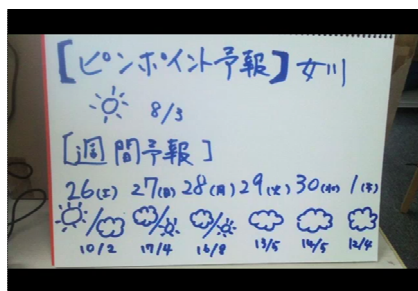 【ピンポイント予報】女川
8/3
[週間予報]
26(土) 27(日) 28(月) 29(火) 30(水) 1(木)
10/2 17/4 16/8 13/5 14/5 12/4